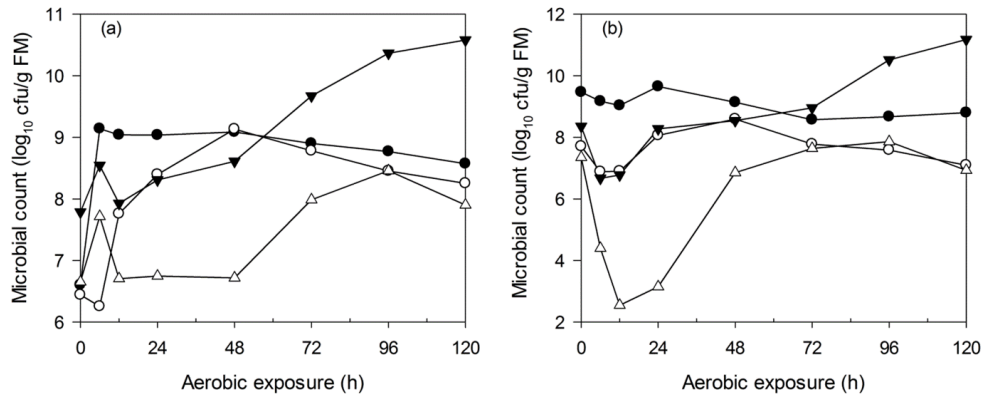 (a)
Microbial count (log10 cfu/g FM)
11
10
9
8
7
6
0 24 48 72 96 120
Aerobic exposure (h)
(b)
Microbial count (log10 cfu/g FM)
12
10
8
6
4
2
0 24 48 72 96 120
Aerobic exposure (h)